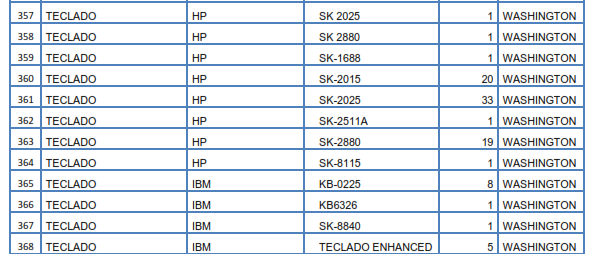 357 TECLADO HP SK 2025 1 WASHINGTON
358 TECLADO HP SK 2880 1 WASHINGTON
359 TECLADO HP SK-1688 1 WASHINGTON
360 TECLADO HP SK-2015 20 WASHINGTON
361 TECLADO HP SK-2025 33 WASHINGTON
362 TECLADO HP SK-2511A 1 WASHINGTON
363 TECLADO HP SK-2880 19 WASHINGTON
364 TECLADO HP SK-8115 1 WASHINGTON
365 TECLADO IBM KB-0225 8 WASHINGTON
366 TECLADO IBM KB6326 1 WASHINGTON
367 TECLADO IBM SK-8840 1 WASHINGTON
368 TECLADO IBM TECLADO ENHANCED 5 WASHINGTON